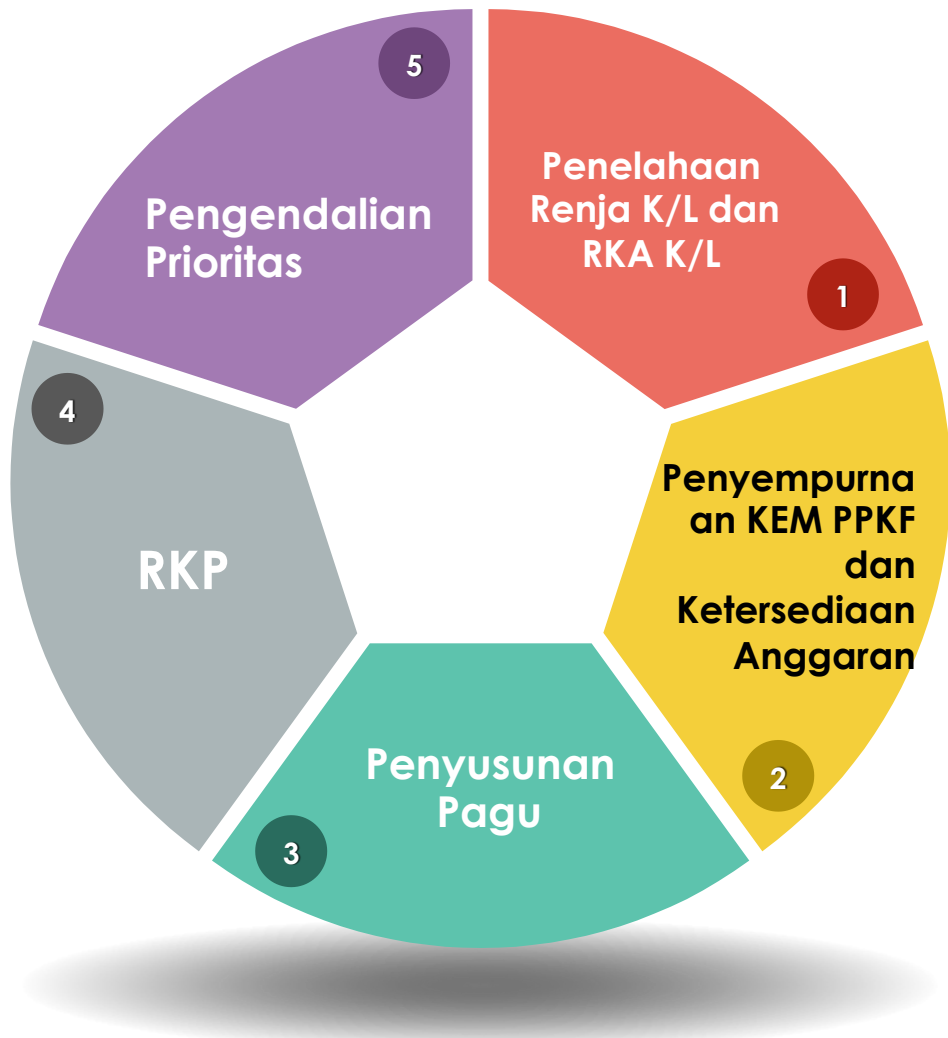 1
Penelahaan
Renja K/L dan
RKA K/L
2
Penyempurna
an KEM PPKF
dan
Ketersediaan
Anggaran
3
Penyusunan
Pagu
4
RKP
5
Pengendalian
Prioritas